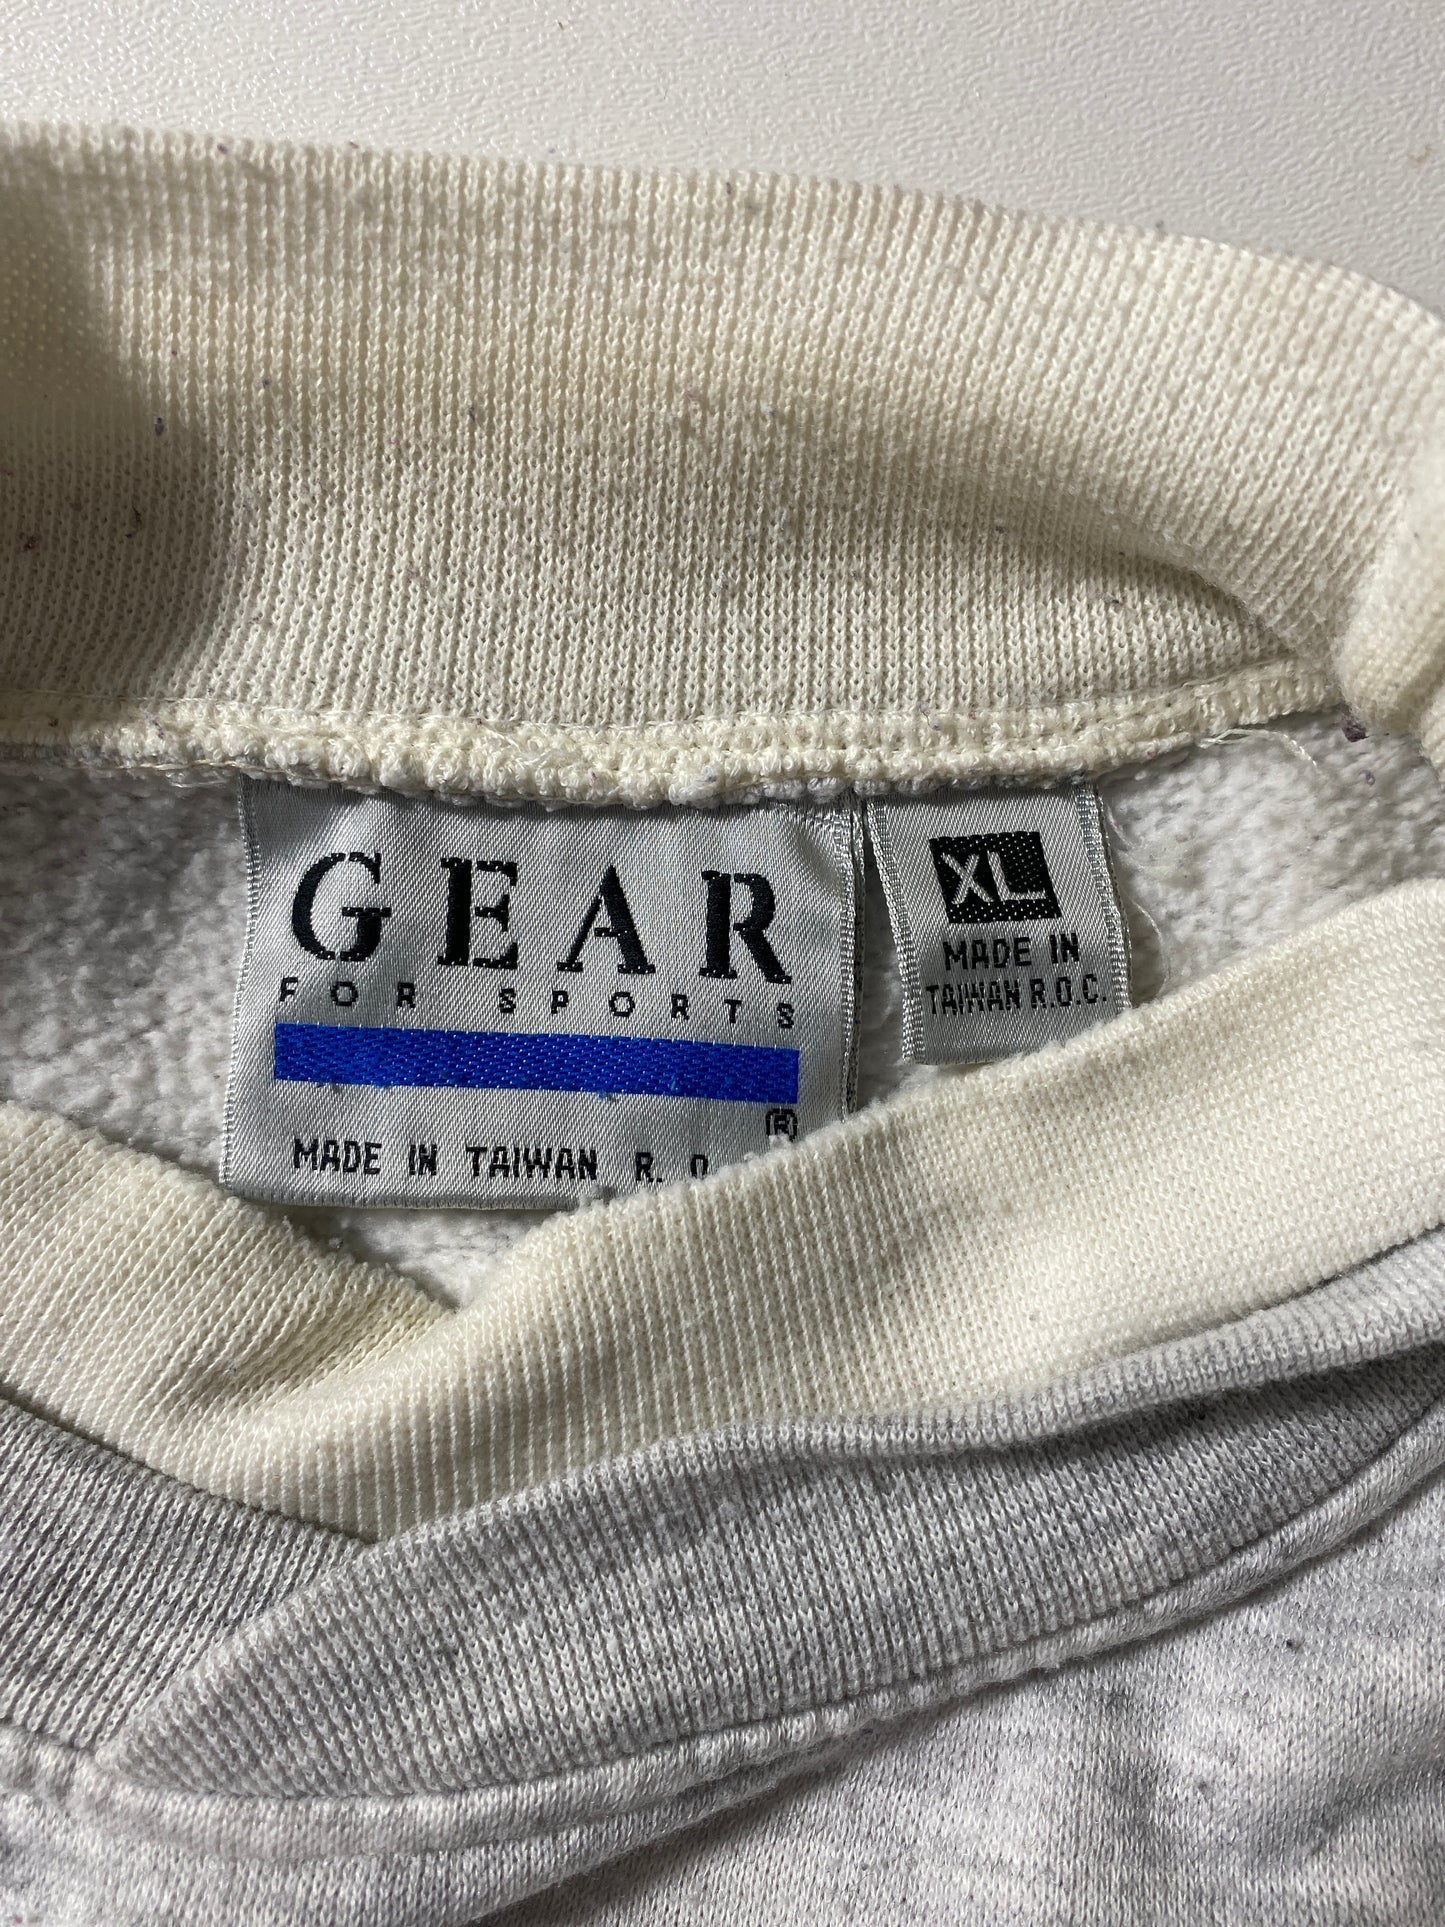 GEAR
FOR SPORTS
®
MADE IN TAIWAN R. O.
XL
MADE IN
TAIWAN R.O.C.